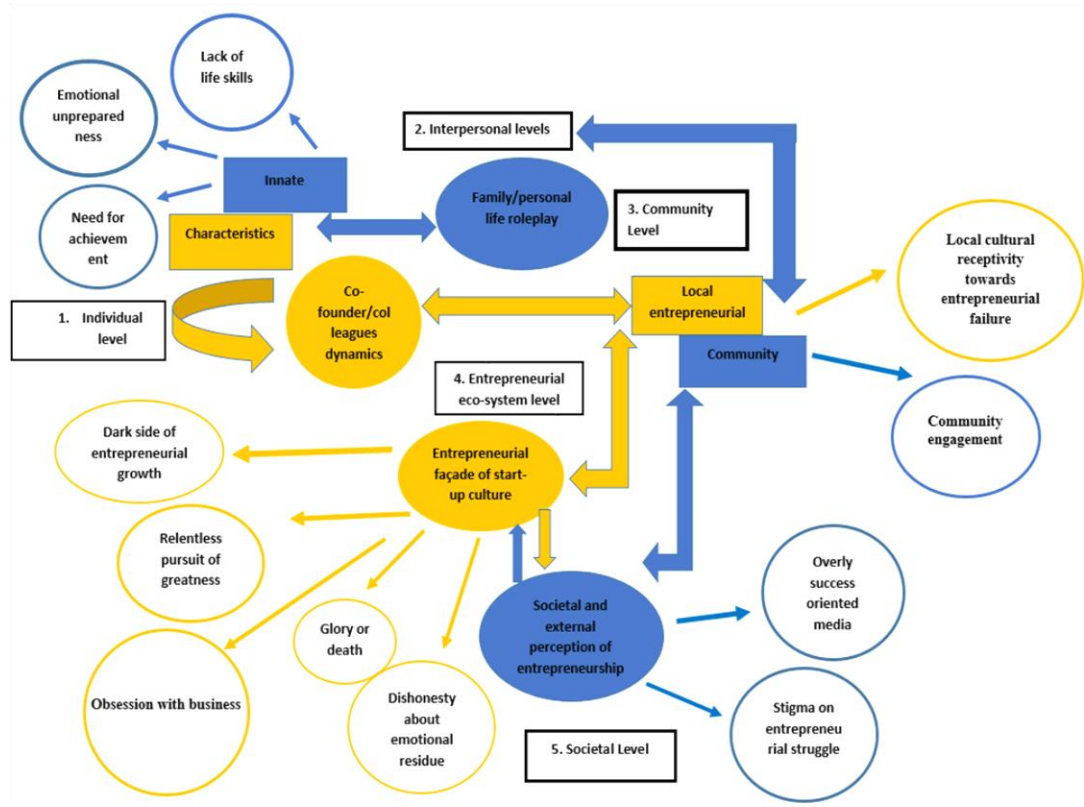 Lack of
life skills
Emotional
unprepared
ness
Need for
achievem
ent
Innate
Characteristics
1. Individual
level
2. Interpersonal levels
Family/personal
life roleplay
3. Community
Level
Co-
founder/col
leagues
dynamics
Local
entrepreneurial
Community
Local cultural
receptivity
towards
entrepreneurial
failure
Community
engagement
4. Entrepreneurial
eco-system level
Entrepreneurial
façade of start-
up culture
Dark side of
entrepreneurial
growth
Relentless
pursuit of
greatness
Obsession with business
Glory or
death
Dishonesty
about
emotional
residue
Societal and
external
perception of
entrepreneurship
Overly
success
oriented
media
Stigma on
entrepreneu
rial struggle
5. Societal Level